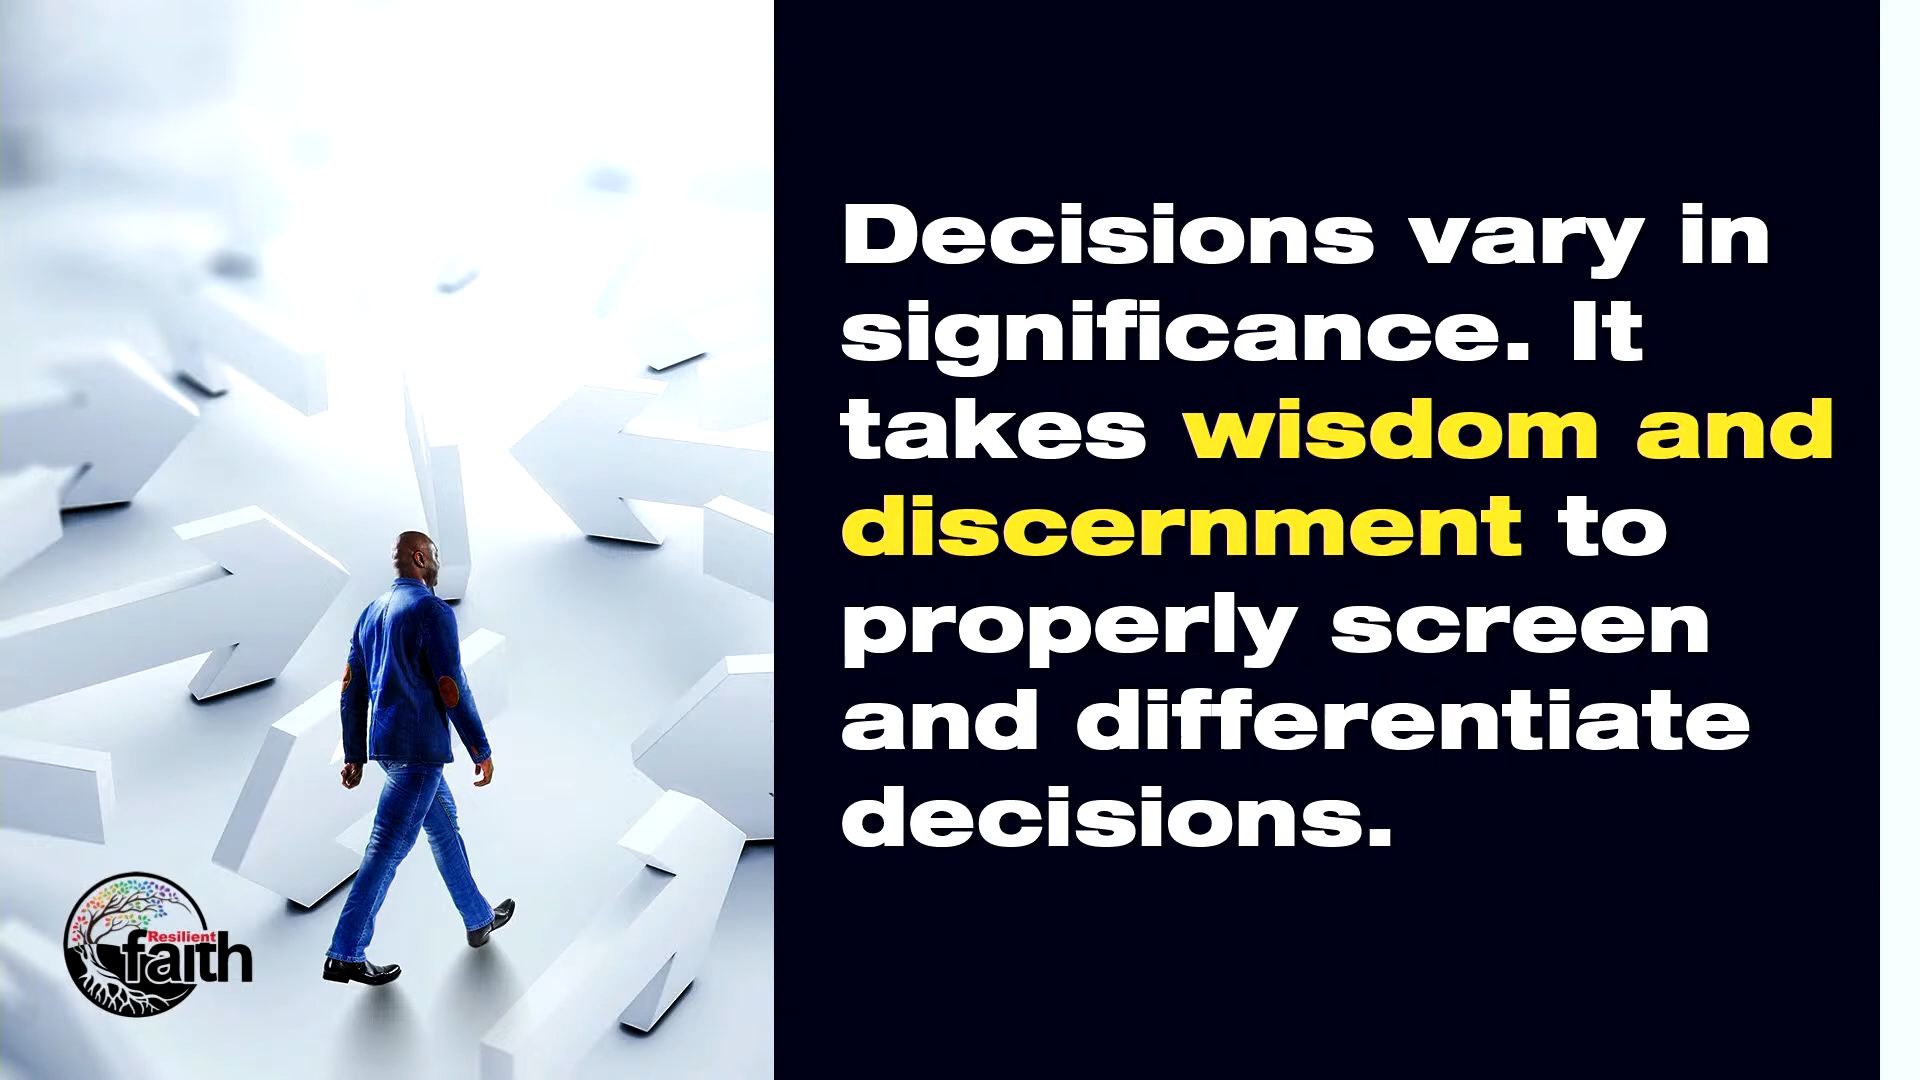 Decisions vary in
significance. It
takes wisdom and
discernment to
properly screen
and differentiate
decisions.
Resilient
faith